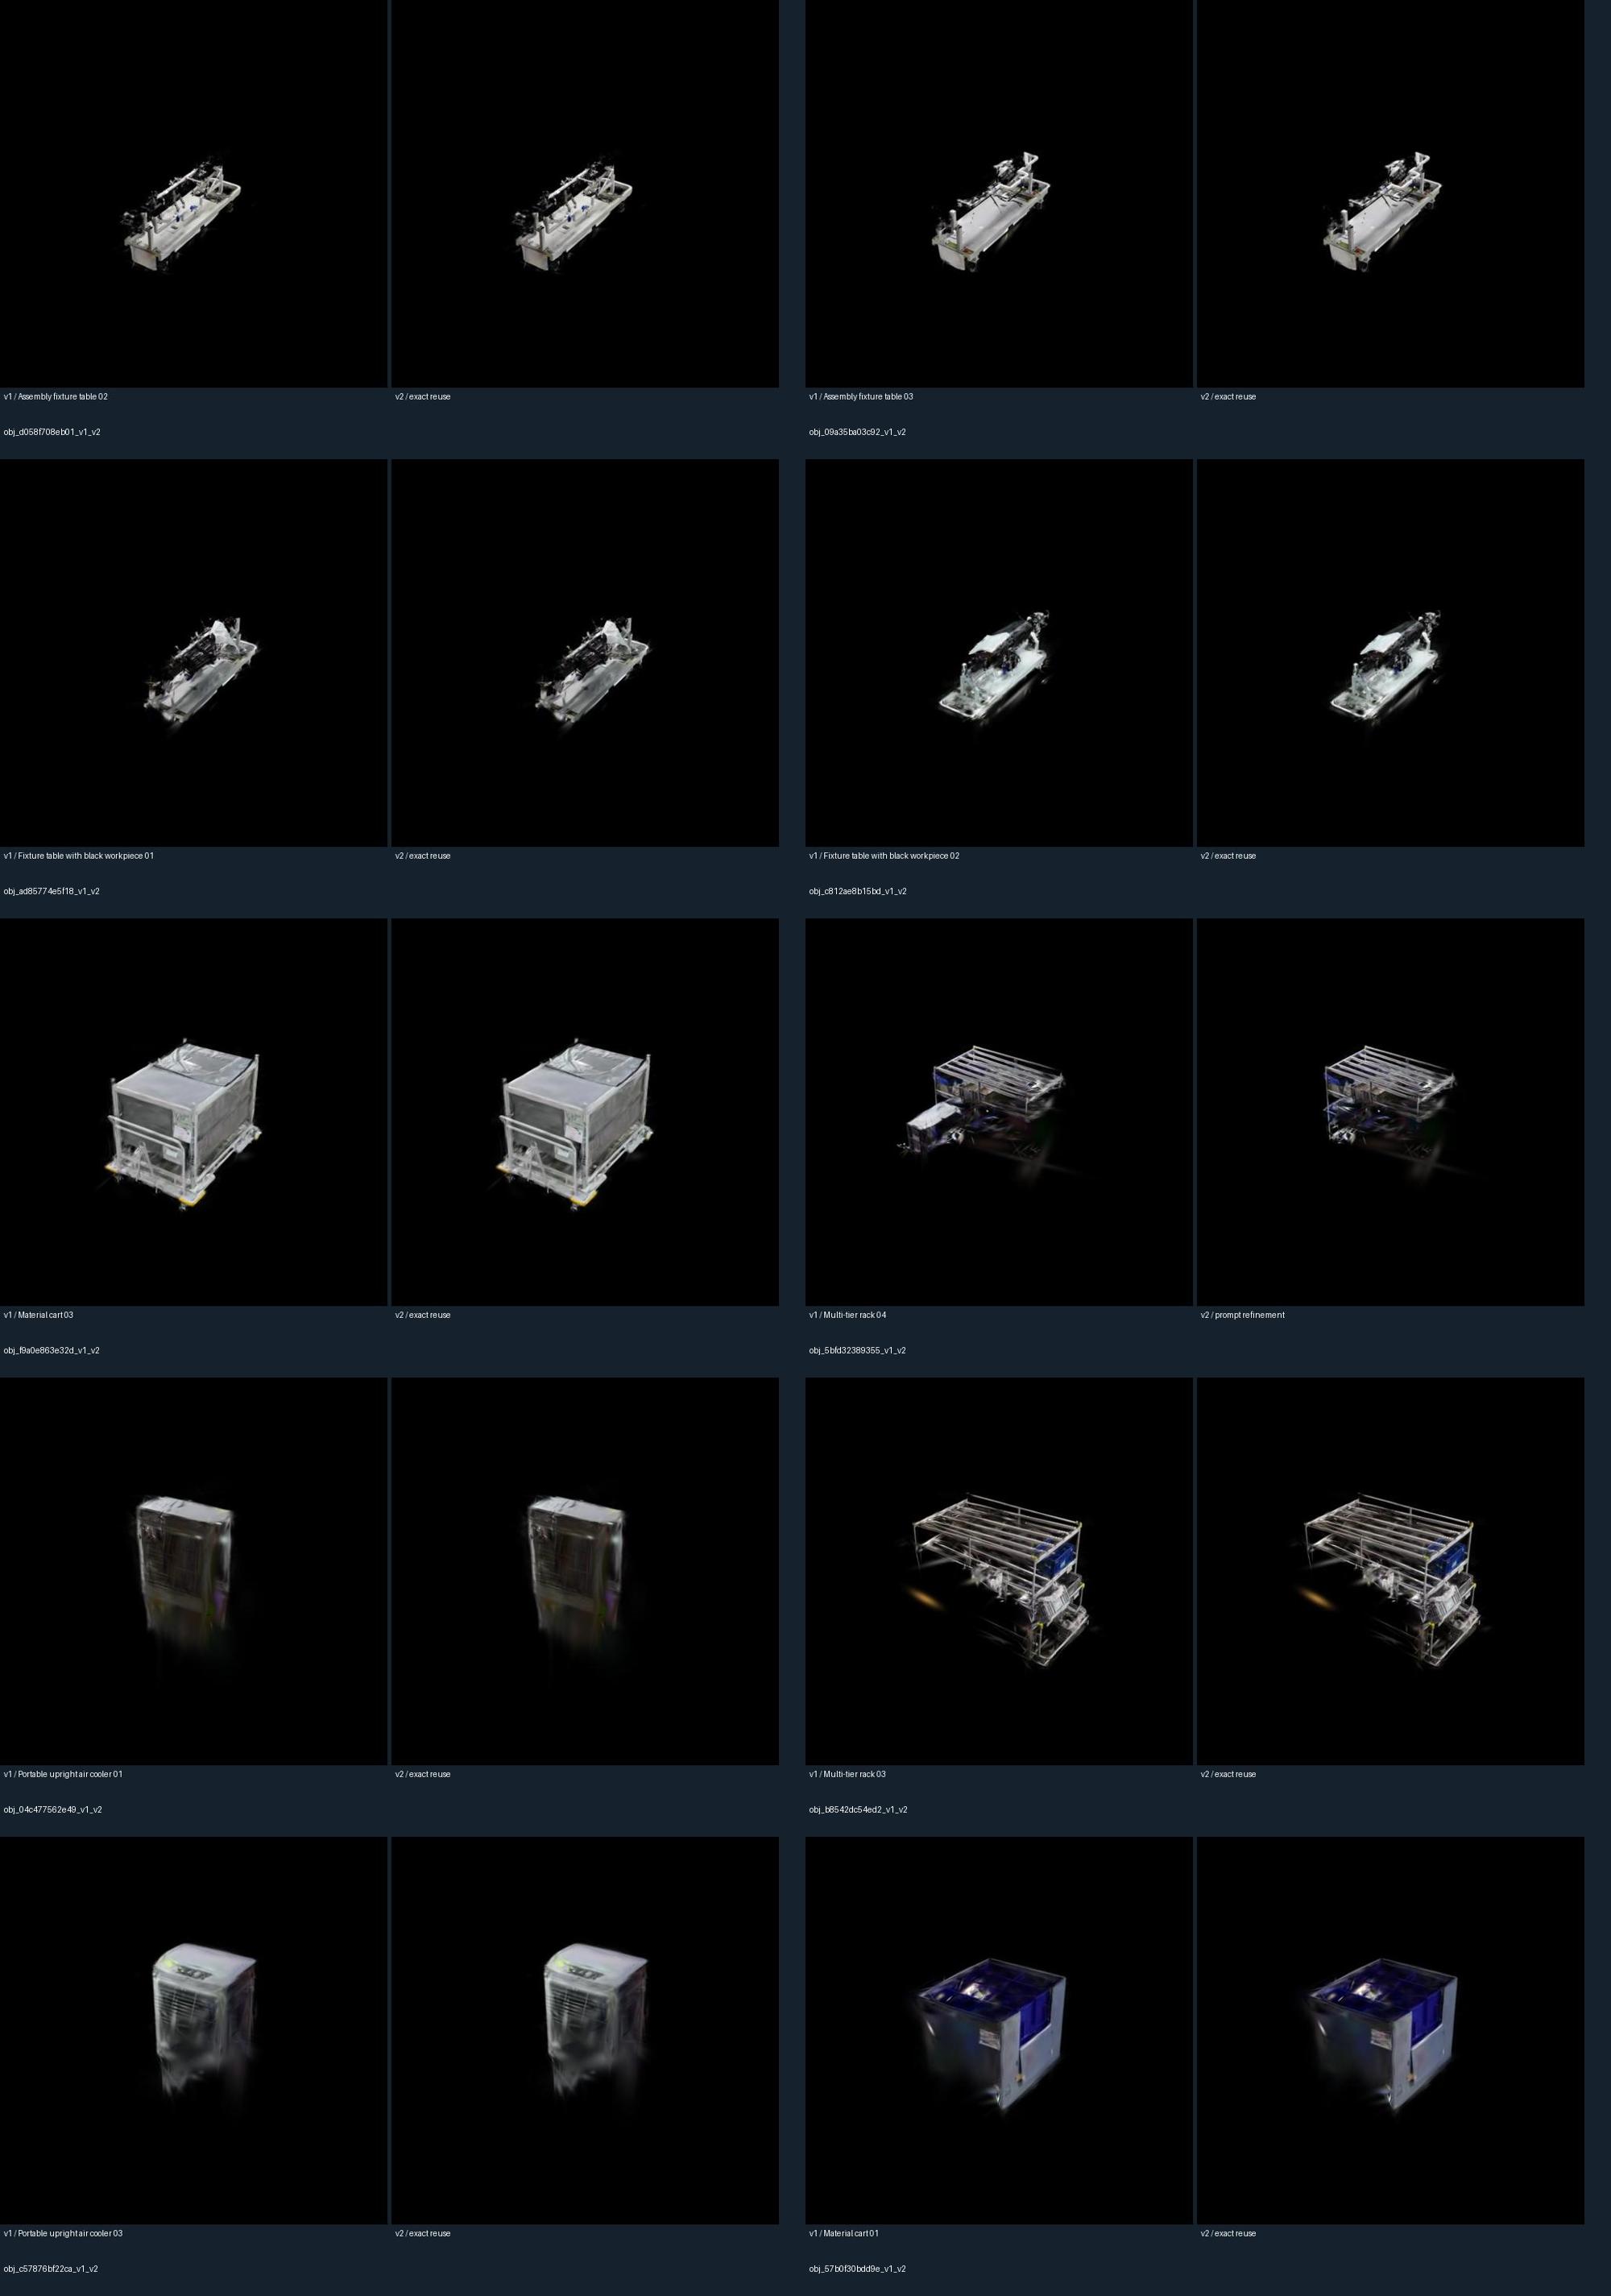 v1 / Assembly fixture table 02
v2 / exact reuse
v1 / Assembly fixture table 03
v2 / exact reuse
obj_d058f708eb01_v1_v2
obj_09a35ba03c92_v1_v2
v1 / Fixture table with black workpiece 01
v2 / exact reuse
v1 / Fixture table with black workpiece 02
v2 / exact reuse
obj_ad85774e5f18_v1_v2
obj_c812ae8b15bd_v1_v2
v1 / Material cart 03
v2 / exact reuse
v1 / Multi-tier rack 04
v2 / prompt refinement
obj_f9a0e863e32d_v1_v2
obj_5bfd32389355_v1_v2
v1 / Portable upright air cooler 01
v2 / exact reuse
v1 / Multi-tier rack 03
v2 / exact reuse
obj_04c477562e49_v1_v2
obj_b8542dc54ed2_v1_v2
v1 / Portable upright air cooler 03
v2 / exact reuse
v1 / Material cart 01
v2 / exact reuse
obj_c57876bf22ca_v1_v2
obj_57b0f30bdd9e_v1_v2